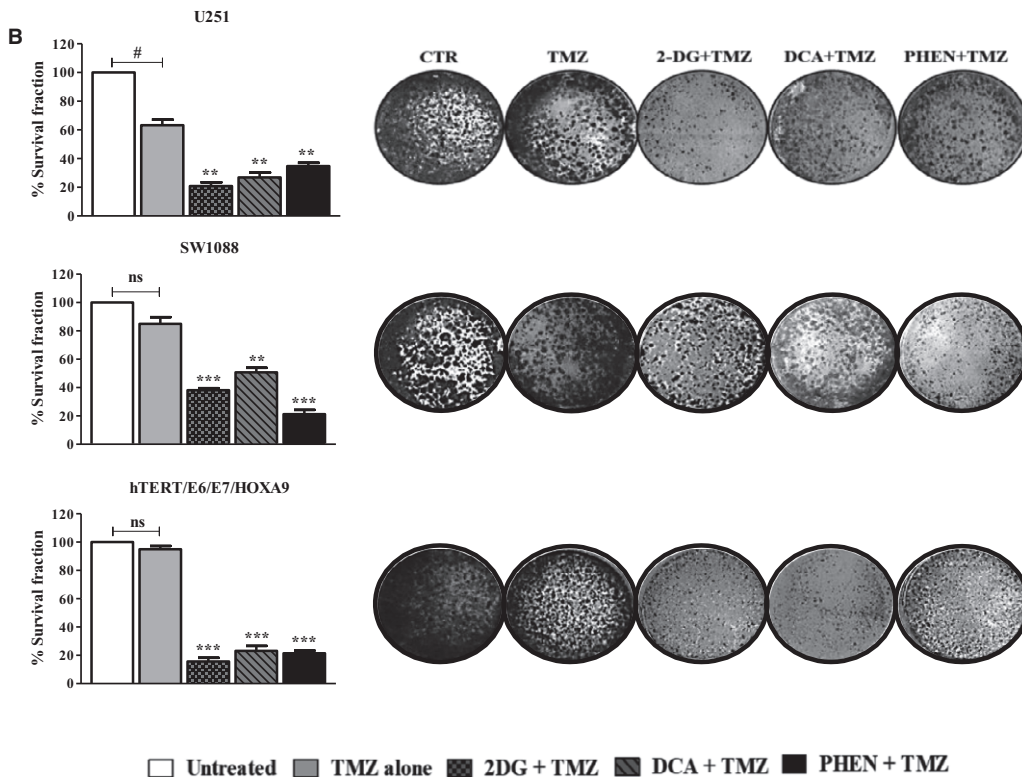 B
U251
% Survival fraction
120
100
80
60
40
20
0
#
**
**
**
CTR
TMZ
2-DG+TMZ
DCA+TMZ
PHEN+TMZ
SW1088
% Survival fraction
120
100
80
60
40
20
0
ns
***
**
***
hTERT/E6/E7/HOXA9
% Survival fraction
120
100
80
60
40
20
0
ns
***
***
***
Untreated
TMZ alone
2DG + TMZ
DCA + TMZ
PHEN + TMZ